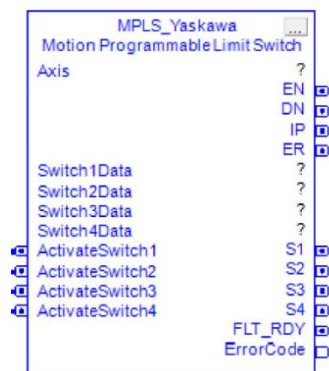 MPLS_Yaskawa ...
Motion Programmable Limit Switch
Axis ?
EN
DN
IP
ER
Switch1Data ?
Switch2Data ?
Switch3Data ?
Switch4Data ?
ActivateSwitch1 S1
ActivateSwitch2 S2
ActivateSwitch3 S3
ActivateSwitch4 S4
FLT_RDY
ErrorCode